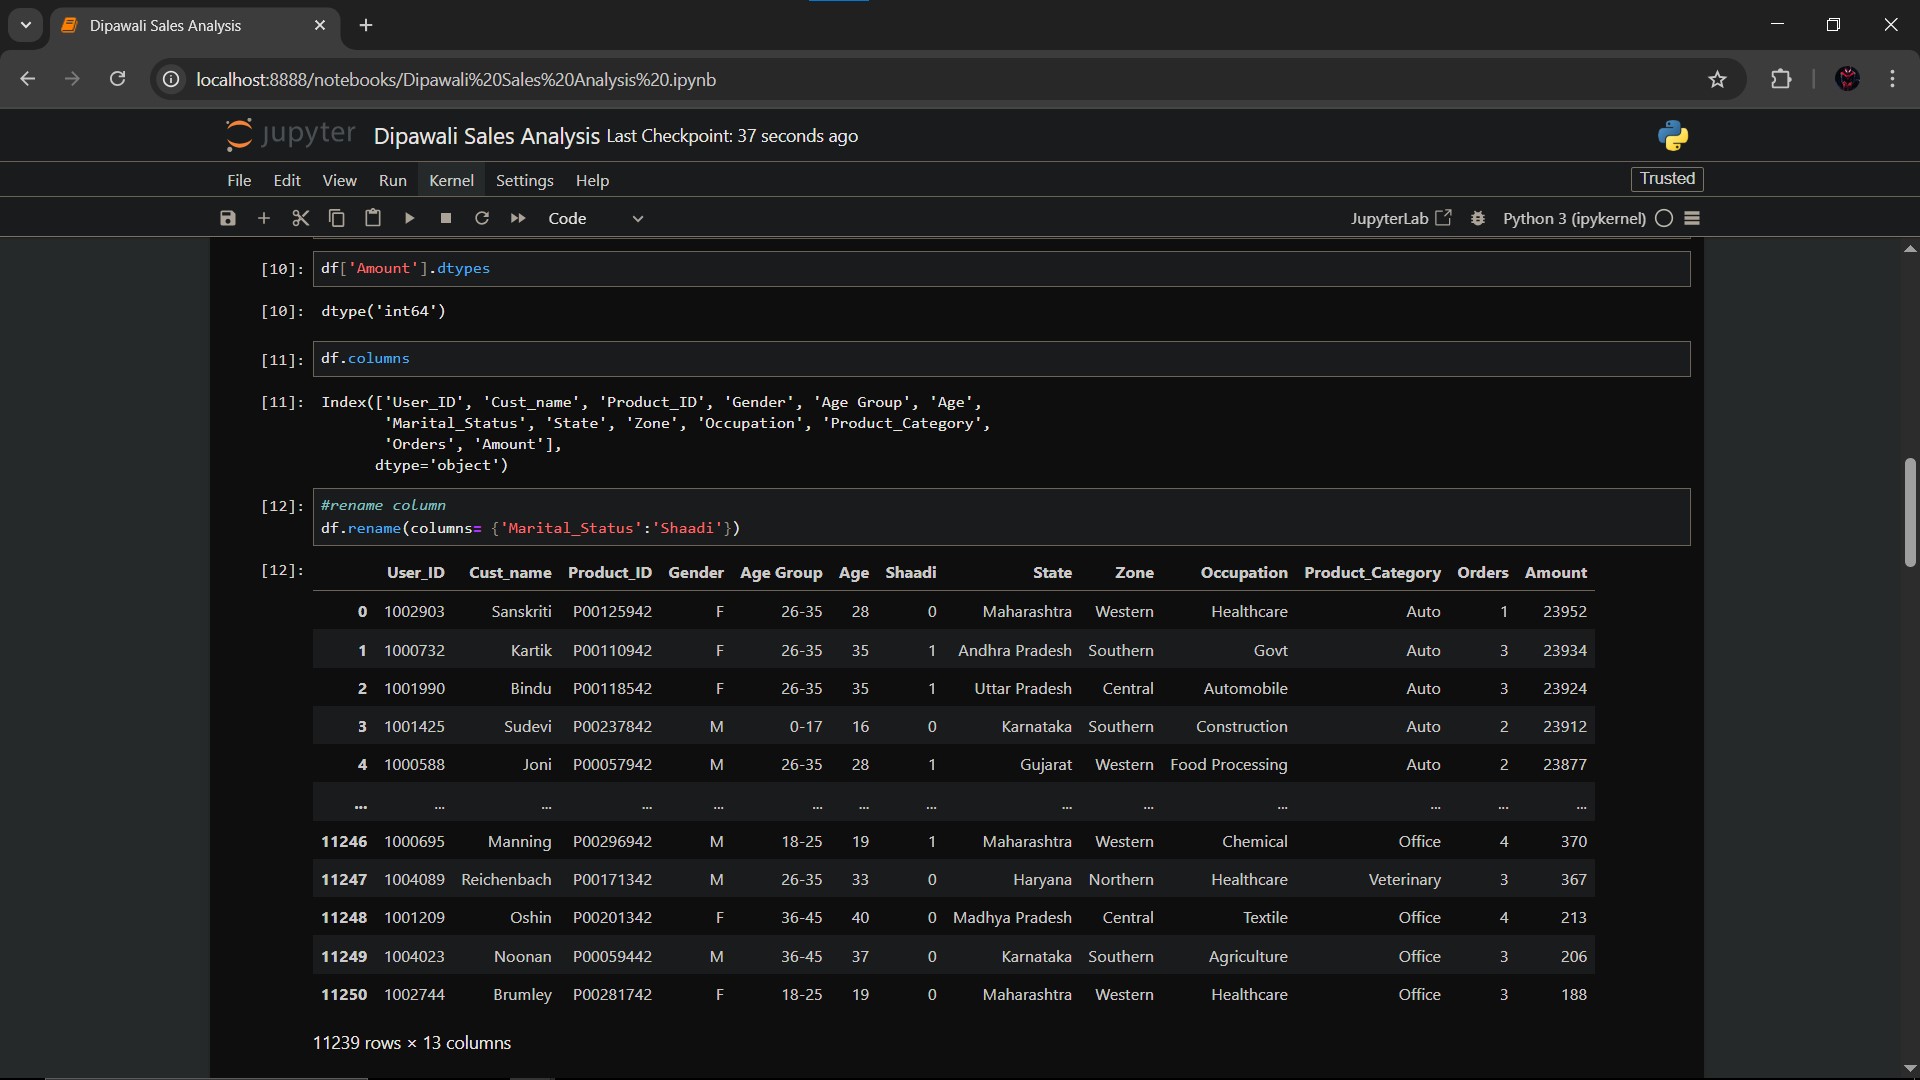 Dipawali Sales Analysis
localhost:8888/notebooks/Dipawali%20Sales%20Analysis%20.ipynb
jupyter Dipawali Sales Analysis Last Checkpoint: 37 seconds ago
File Edit View Run Kernel Settings Help Trusted
Code JupyterLab Python 3 (ipykernel)
[10]: df['Amount'].dtypes
[10]: dtype('int64')
[11]: df.columns
[11]: Index(['User_ID', 'Cust_name', 'Product_ID', 'Gender', 'Age Group', 'Age',
'Marital_Status', 'State', 'Zone', 'Occupation', 'Product_Category',
'Orders', 'Amount'],
dtype='object')
[12]: #rename column
df.rename(columns= {'Marital_Status':'Shaadi'})
[12]: User_ID Cust_name Product_ID Gender Age Group Age Shaadi State Zone Occupation Product_Category Orders Amount
0 1002903 Sanskriti P00125942 F 26-35 28 0 Maharashtra Western Healthcare Auto 1 23952
1 1000732 Kartik P00110942 F 26-35 35 1 Andhra Pradesh Southern Govt Auto 3 23934
2 1001990 Bindu P00118542 F 26-35 35 1 Uttar Pradesh Central Automobile Auto 3 23924
3 1001425 Sudevi P00237842 M 0-17 16 0 Karnataka Southern Construction Auto 2 23912
4 1000588 Joni P00057942 M 26-35 28 1 Gujarat Western Food Processing Auto 2 23877
... ... ... ... ... ... ... ... ... ... ... ... ... ...
11246 1000695 Manning P00296942 M 18-25 19 1 Maharashtra Western Chemical Office 4 370
11247 1004089 Reichenbach P00171342 M 26-35 33 0 Haryana Northern Healthcare Veterinary 3 367
11248 1001209 Oshin P00201342 F 36-45 40 0 Madhya Pradesh Central Textile Office 4 213
11249 1004023 Noonan P00059442 M 36-45 37 0 Karnataka Southern Agriculture Office 3 206
11250 1002744 Brumley P00281742 F 18-25 19 0 Maharashtra Western Healthcare Office 3 188
11239 rows × 13 columns